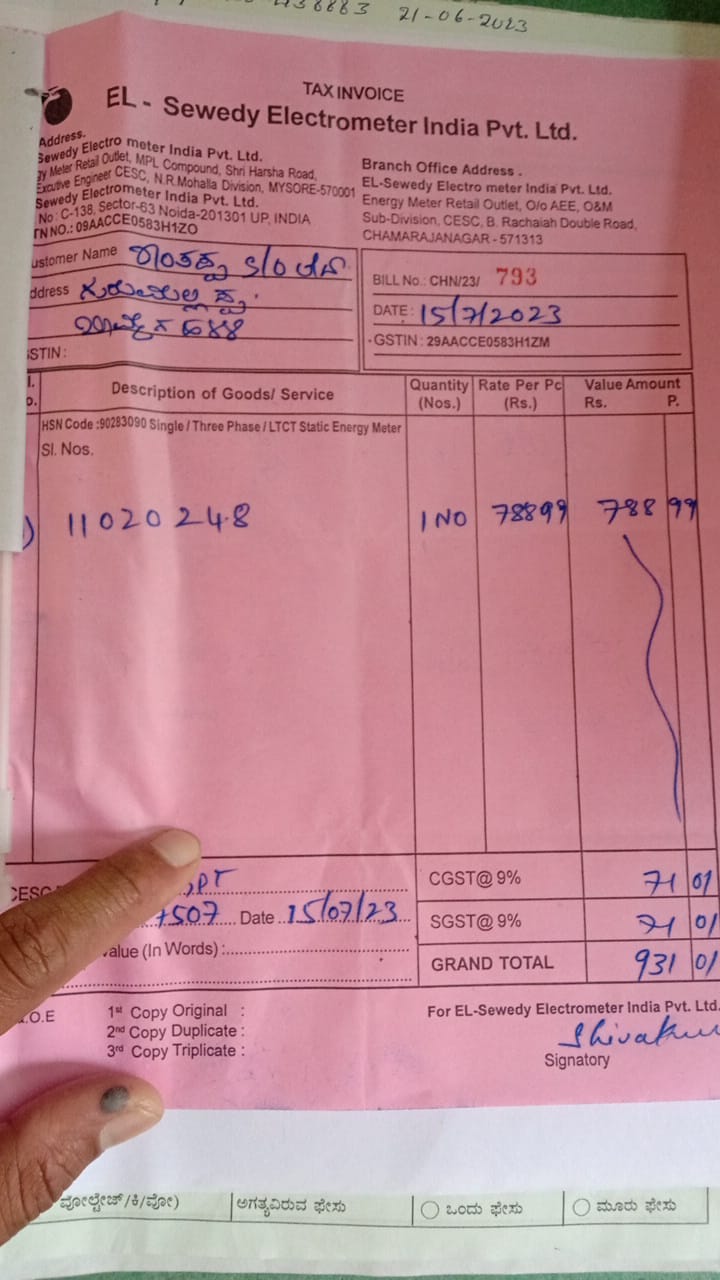 38883 21-06-2023
TAX INVOICE
EL - Sewedy Electrometer India Pvt. Ltd.
Address.
Sewedy Electro meter India Pvt. Ltd.
gy Meter Retail Outlet, MPL Compound, Shri Harsha Road,
Excutive Engineer CESC, N.R.Mohalla Division, MYSORE-570001
Sewedy Electrometer India Pvt. Ltd.
No : C-138, Sector-63 Noida-201301 UP, INDIA
TN NO.: 09AACCE0583H1ZO
Branch Office Address .
EL-Sewedy Electro meter India Pvt. Ltd.
Energy Meter Retail Outlet, O/o AEE, O&M
Sub-Division, CESC, B. Rachaiah Double Road,
CHAMARAJANAGAR - 571313
ustomer Name S/O
ddress
STIN :
BILL No.: CHN/23/ 793
DATE : 15/7/2023
GSTIN : 29AACCE0583H1ZM
l. Description of Goods/ Service Quantity Rate Per Pc Value Amount
o. (Nos.) (Rs.) Rs. P.
HSN Code :90283090 Single / Three Phase / LTCT Static Energy Meter
Sl. Nos.
) 11020248 1 NO 78899 788 99
CESC
7507 Date 15/07/23
value (In Words) :
CGST@ 9% 71 01
SGST@ 9% 71 01
GRAND TOTAL 931 01
.O.E 1st Copy Original :
2nd Copy Duplicate :
3rd Copy Triplicate :
For EL-Sewedy Electrometer India Pvt. Ltd.
Shivakum
Signatory
ವೋಲ್ಟೇಜ್/ಕಿ/ವೋ) ಅಗತ್ಯವಿರುವ ಫೇಸು ಒಂದು ಫೇಸು ಮೂರು ಫೇಸು